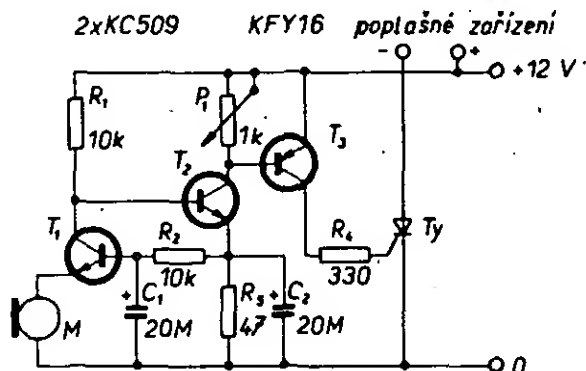 2xKC509 KFY16 poplašné zařízení
- +
+12 V
R1
10k
P1
1k
T3
T2
T1
R2
10k
R4
330
Ty
M
+ C1
20M
R3
47
+ C2
20M
0